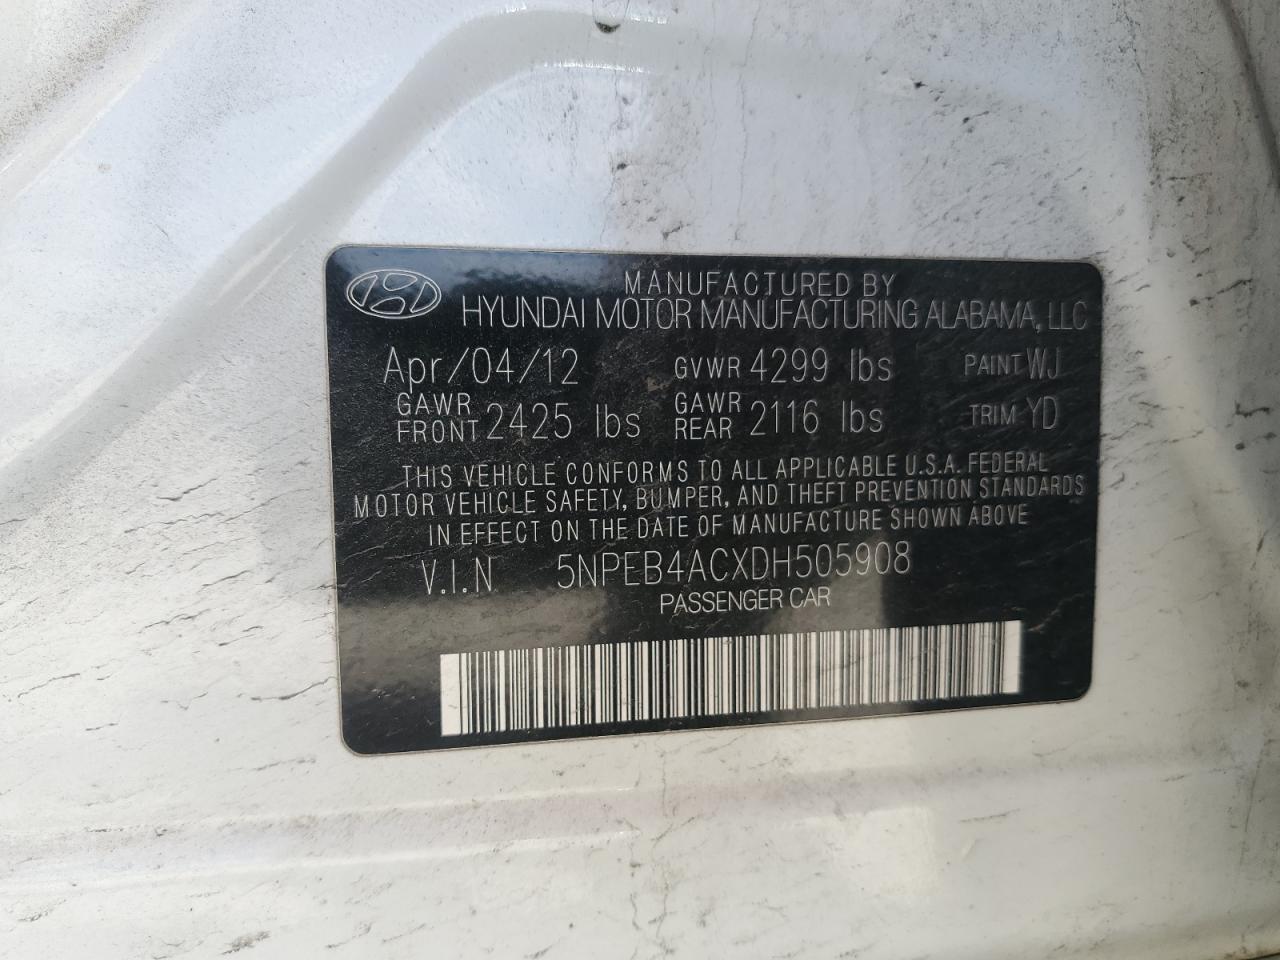 MANUFACTURED BY
HYUNDAI MOTOR MANUFACTURING ALABAMA, LLC
Apr/04/12 GVWR 4299 lbs PAINT WJ
GAWR FRONT 2425 lbs GAWR REAR 2116 lbs TRIM YD
THIS VEHICLE CONFORMS TO ALL APPLICABLE U.S.A. FEDERAL
MOTOR VEHICLE SAFETY, BUMPER, AND THEFT PREVENTION STANDARDS
IN EFFECT ON THE DATE OF MANUFACTURE SHOWN ABOVE
V.I.N 5NPEB4ACXDH505908
PASSENGER CAR